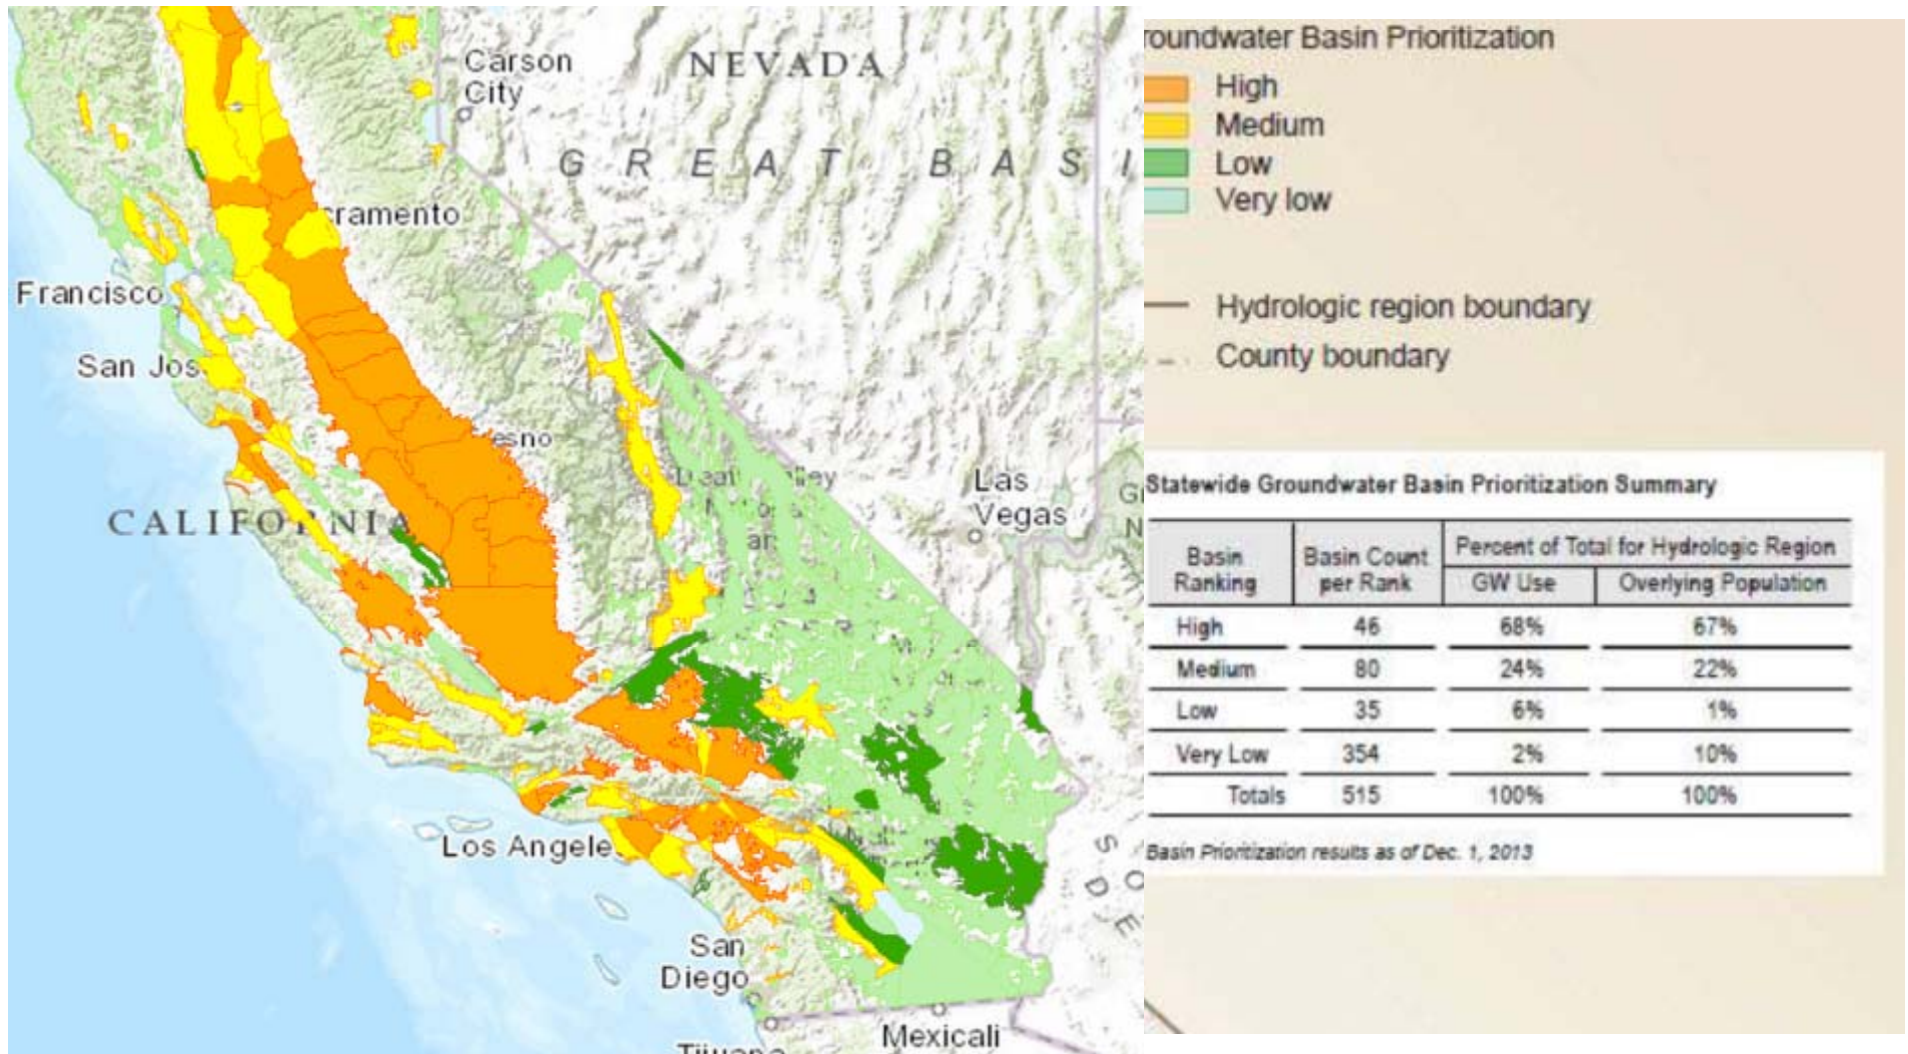 Carson
City
NEVADA
GREAT BASI
cramento
Francisco
San Jos
esno
Las
Vegas
CALIFORNIA
Los Angele
San
Diego
Mexicali
Tijuana
roundwater Basin Prioritization
High
Medium
Low
Very low
Hydrologic region boundary
County boundary
Statewide Groundwater Basin Prioritization Summary
Basin Ranking
Basin Count per Rank
Percent of Total for Hydrologic Region
GW Use
Overlying Population
High 46 68% 67%
Medium 80 24% 22%
Low 35 6% 1%
Very Low 354 2% 10%
Totals 515 100% 100%
Basin Prioritization results as of Dec. 1, 2013